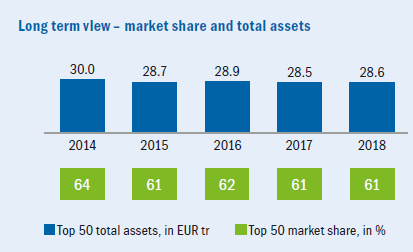 Long term view – market share and total assets
30.0 28.7 28.9 28.5 28.6
2014 2015 2016 2017 2018
64 61 62 61 61
Top 50 total assets, in EUR tr Top 50 market share, in %